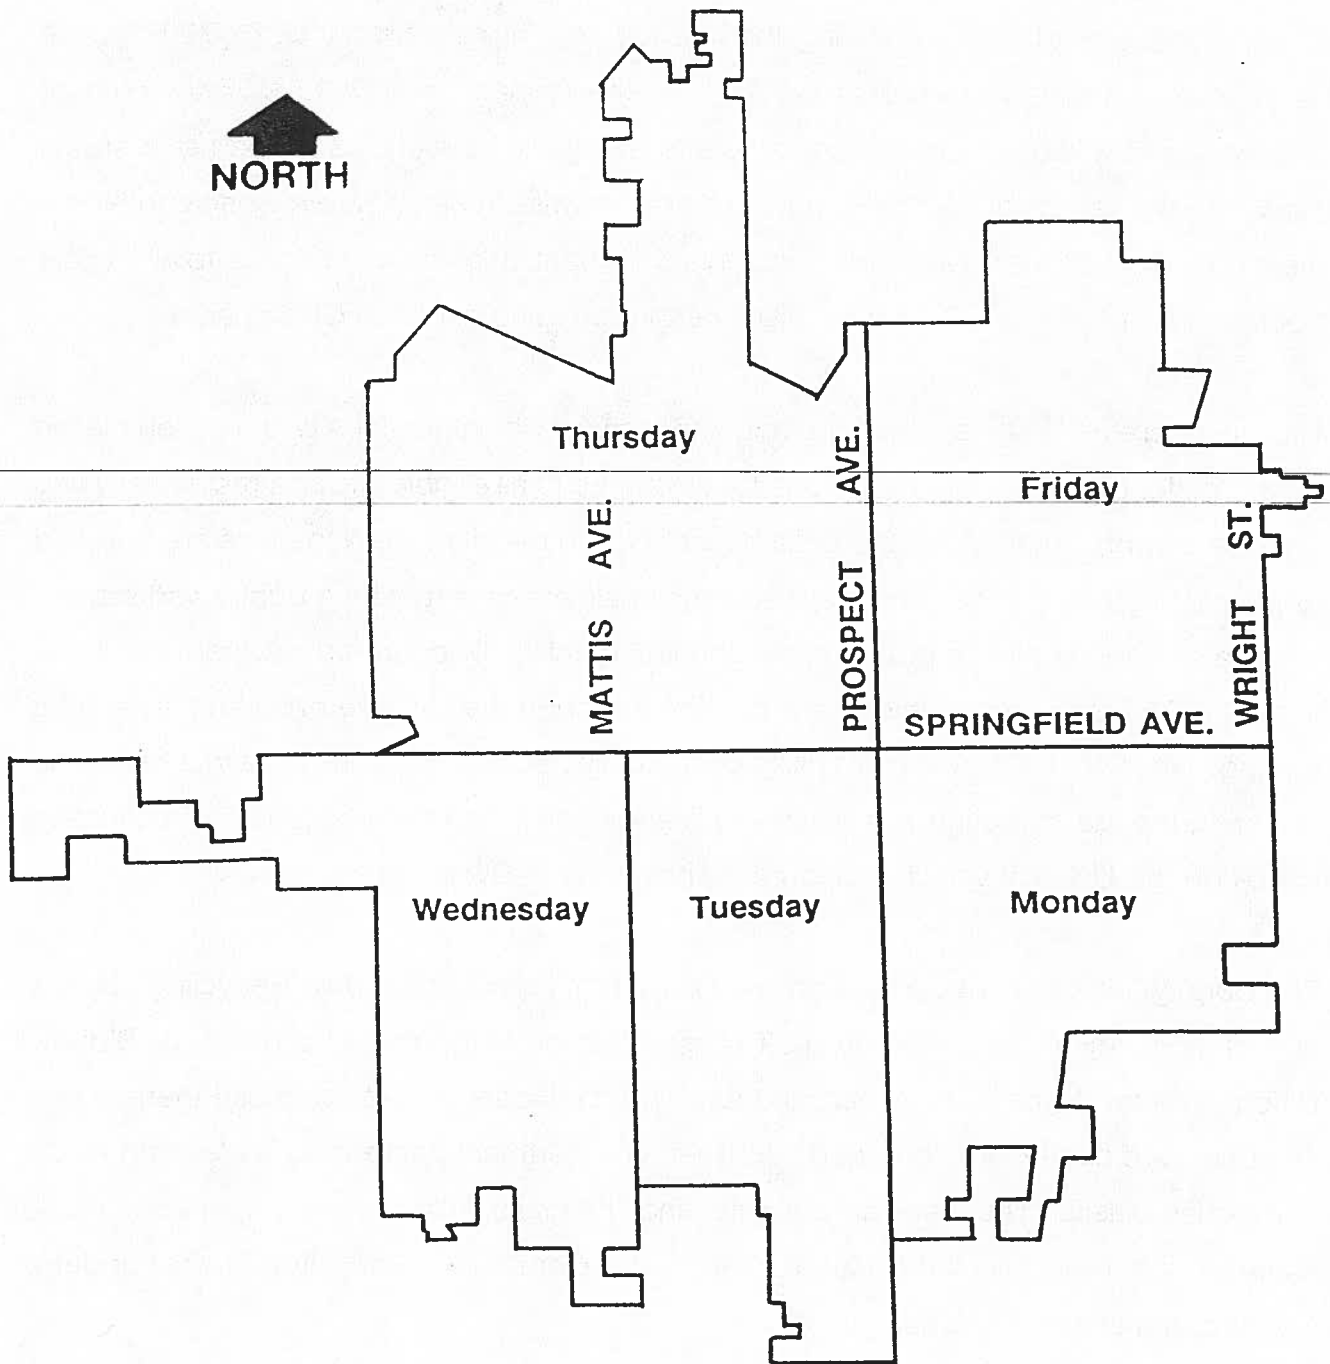 NORTH
Thursday
Friday
MATTIS AVE.
PROSPECT AVE.
WRIGHT ST.
SPRINGFIELD AVE.
Wednesday
Tuesday
Monday